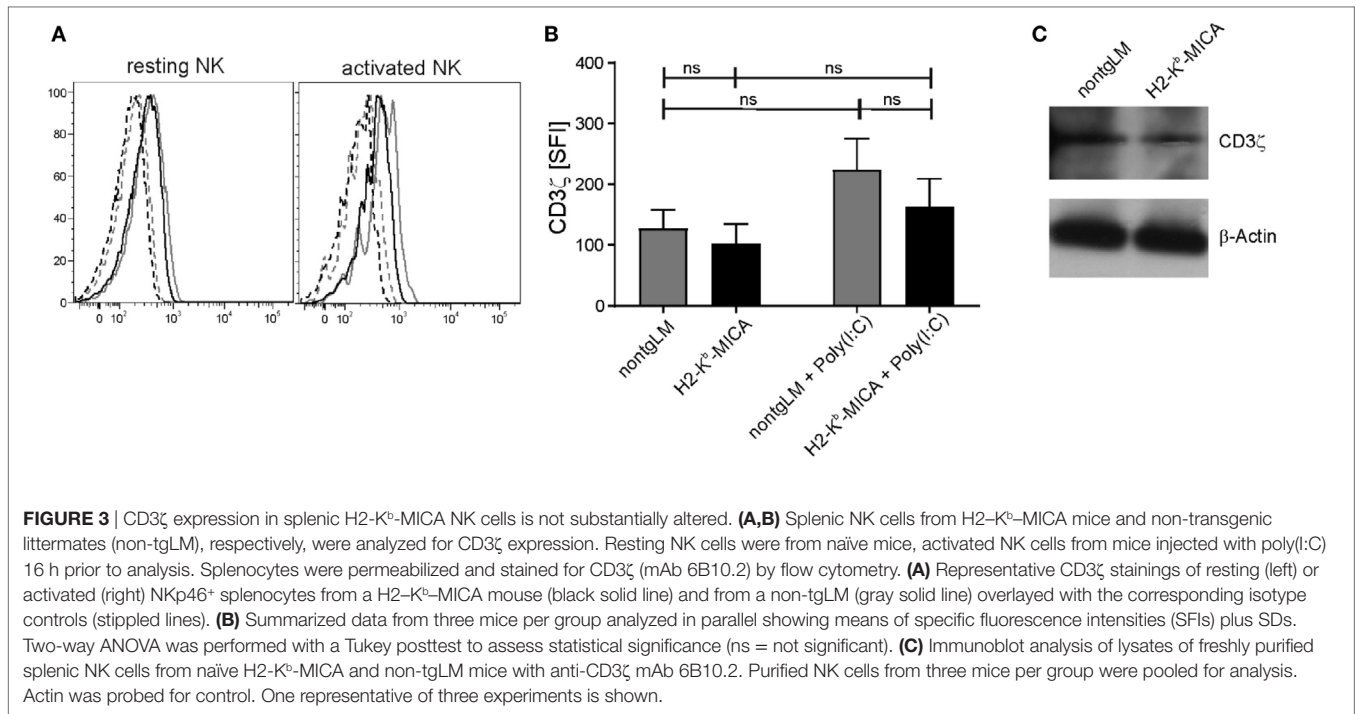 A
resting NK
activated NK
100
80
60
40
20
0
0 10² 10³ 10⁴ 10⁵
0 10² 10³ 10⁴ 10⁵
B
CD3ζ [SFI]
400
300
200
100
0
ns
ns
ns
ns
nontgLM
H2-Kᵇ-MICA
nontgLM + Poly(I:C)
H2-Kᵇ-MICA + Poly(I:C)
C
nontgLM
H2-Kᵇ-MICA
CD3ζ
β-Actin
FIGURE 3 | CD3ζ expression in splenic H2-Kᵇ-MICA NK cells is not substantially altered. (A,B) Splenic NK cells from H2–Kᵇ–MICA mice and non-transgenic
littermates (non-tgLM), respectively, were analyzed for CD3ζ expression. Resting NK cells were from naïve mice, activated NK cells from mice injected with poly(I:C)
16 h prior to analysis. Splenocytes were permeabilized and stained for CD3ζ (mAb 6B10.2) by flow cytometry. (A) Representative CD3ζ stainings of resting (left) or
activated (right) NKp46⁺ splenocytes from a H2–Kᵇ–MICA mouse (black solid line) and from a non-tgLM (gray solid line) overlayed with the corresponding isotype
controls (stippled lines). (B) Summarized data from three mice per group analyzed in parallel showing means of specific fluorescence intensities (SFIs) plus SDs.
Two-way ANOVA was performed with a Tukey posttest to assess statistical significance (ns = not significant). (C) Immunoblot analysis of lysates of freshly purified
splenic NK cells from naïve H2-Kᵇ-MICA and non-tgLM mice with anti-CD3ζ mAb 6B10.2. Purified NK cells from three mice per group were pooled for analysis.
Actin was probed for control. One representative of three experiments is shown.